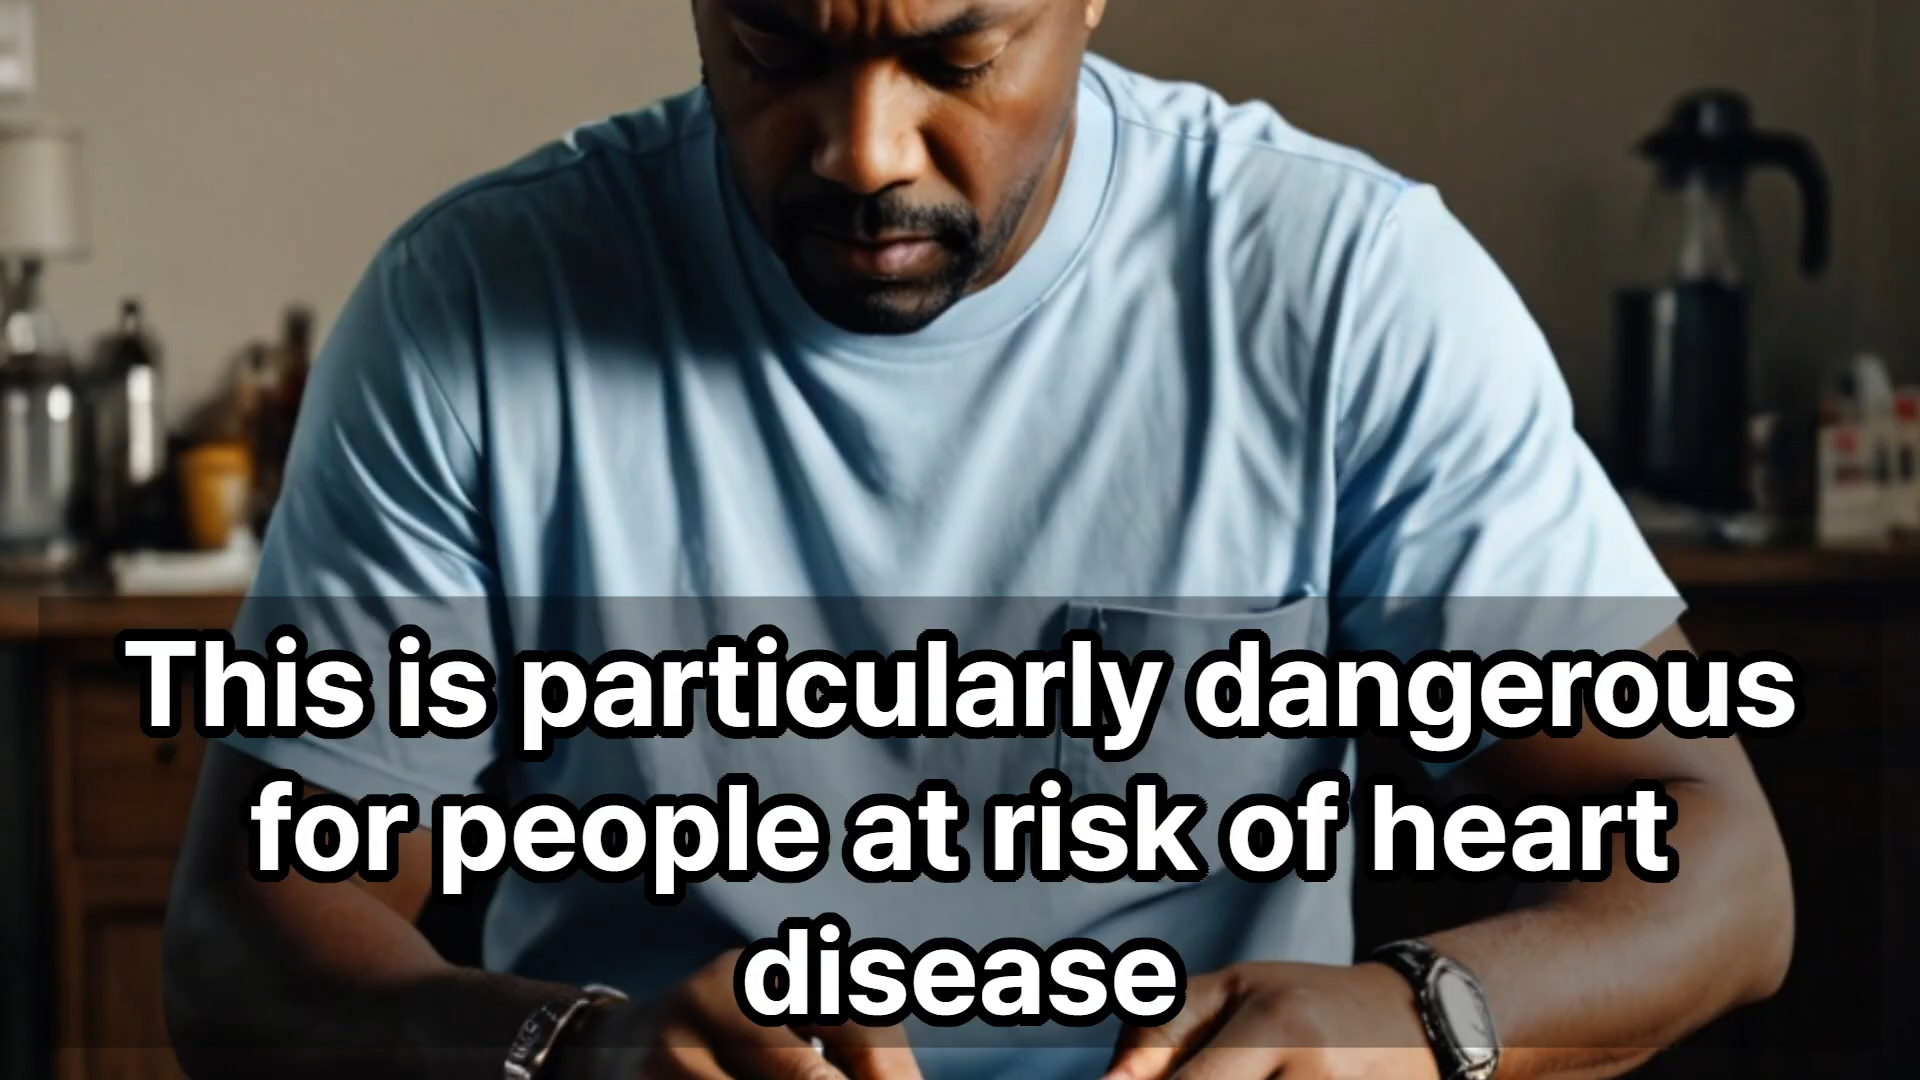 This is particularly dangerous
for people at risk of heart
disease